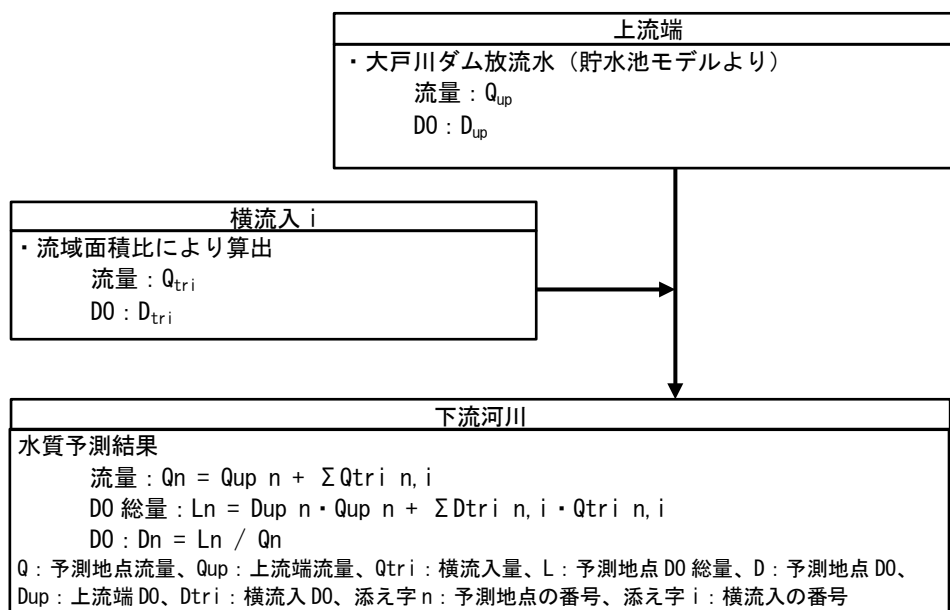 上流端
・大戸川ダム放流水（貯水池モデルより）
流量：Qup
DO：Dup
横流入 i
・流域面積比により算出
流量：Qtri
DO：Dtri
下流河川
水質予測結果
流量：Qn = Qup n + ΣQtri n,i
DO 総量：Ln = Dup n・Qup n + ΣDtri n,i・Qtri n,i
DO：Dn = Ln / Qn
Q：予測地点流量、Qup：上流端流量、Qtri：横流入量、L：予測地点 DO 総量、D：予測地点 DO、
Dup：上流端 DO、Dtri：横流入 DO、添え字 n：予測地点の番号、添え字 i：横流入の番号